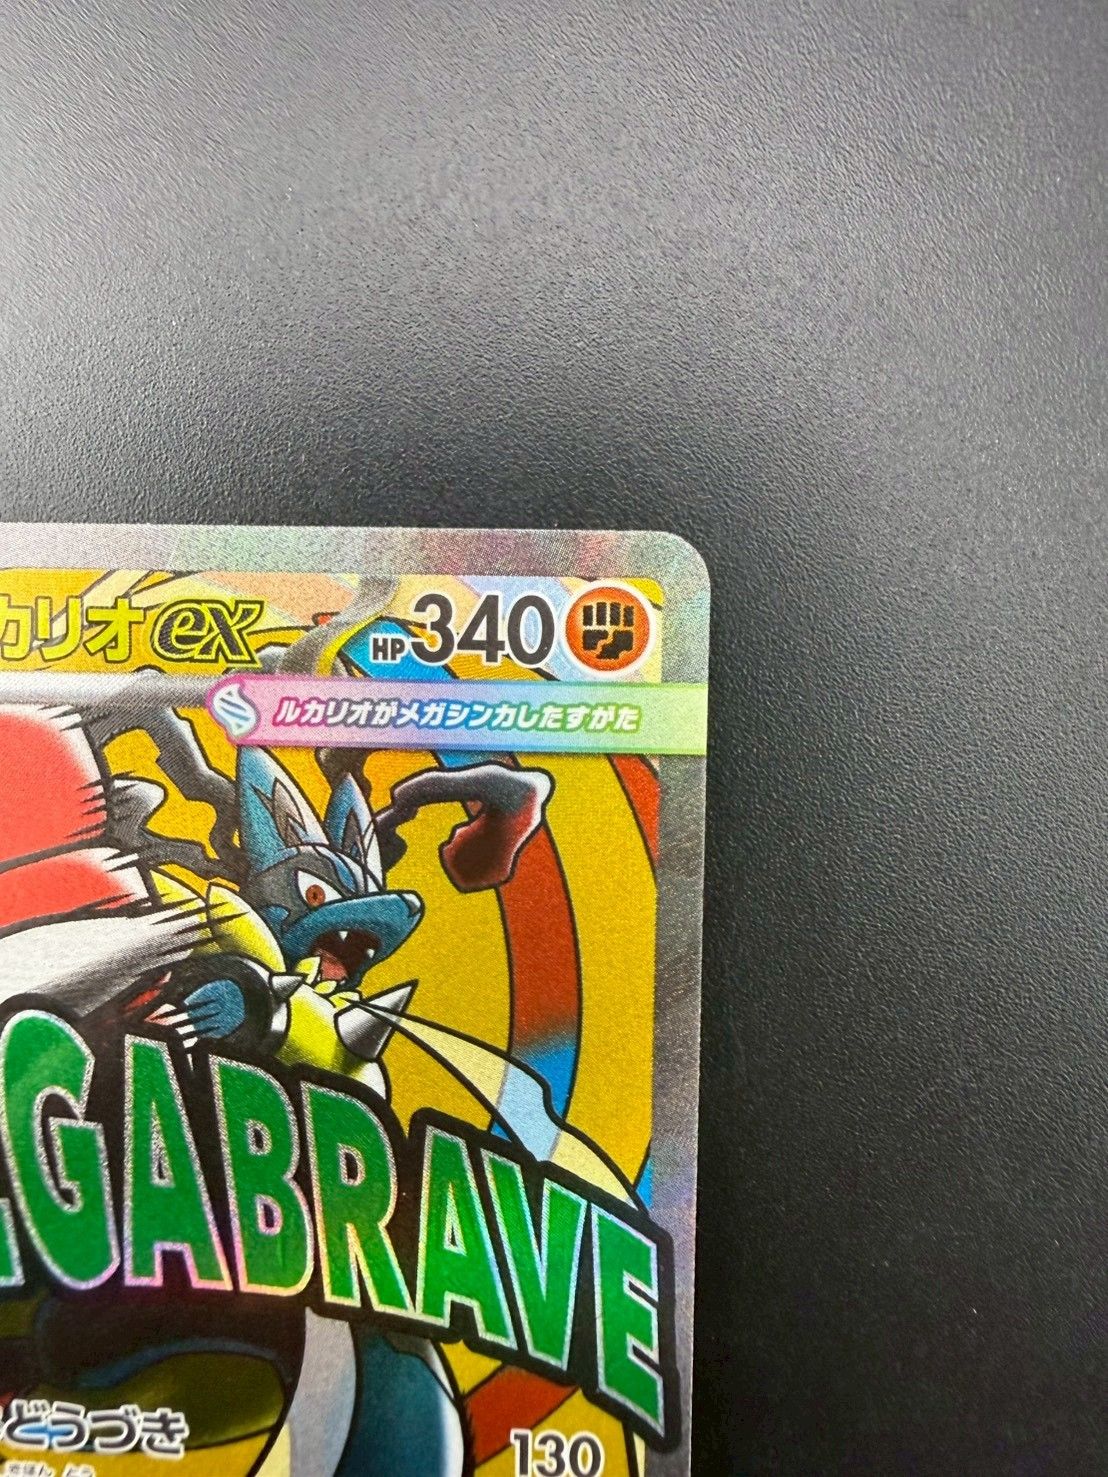 カリオex HP340
ルカリオがメガシンカしたすがた
GABRAVE
どうづき 130